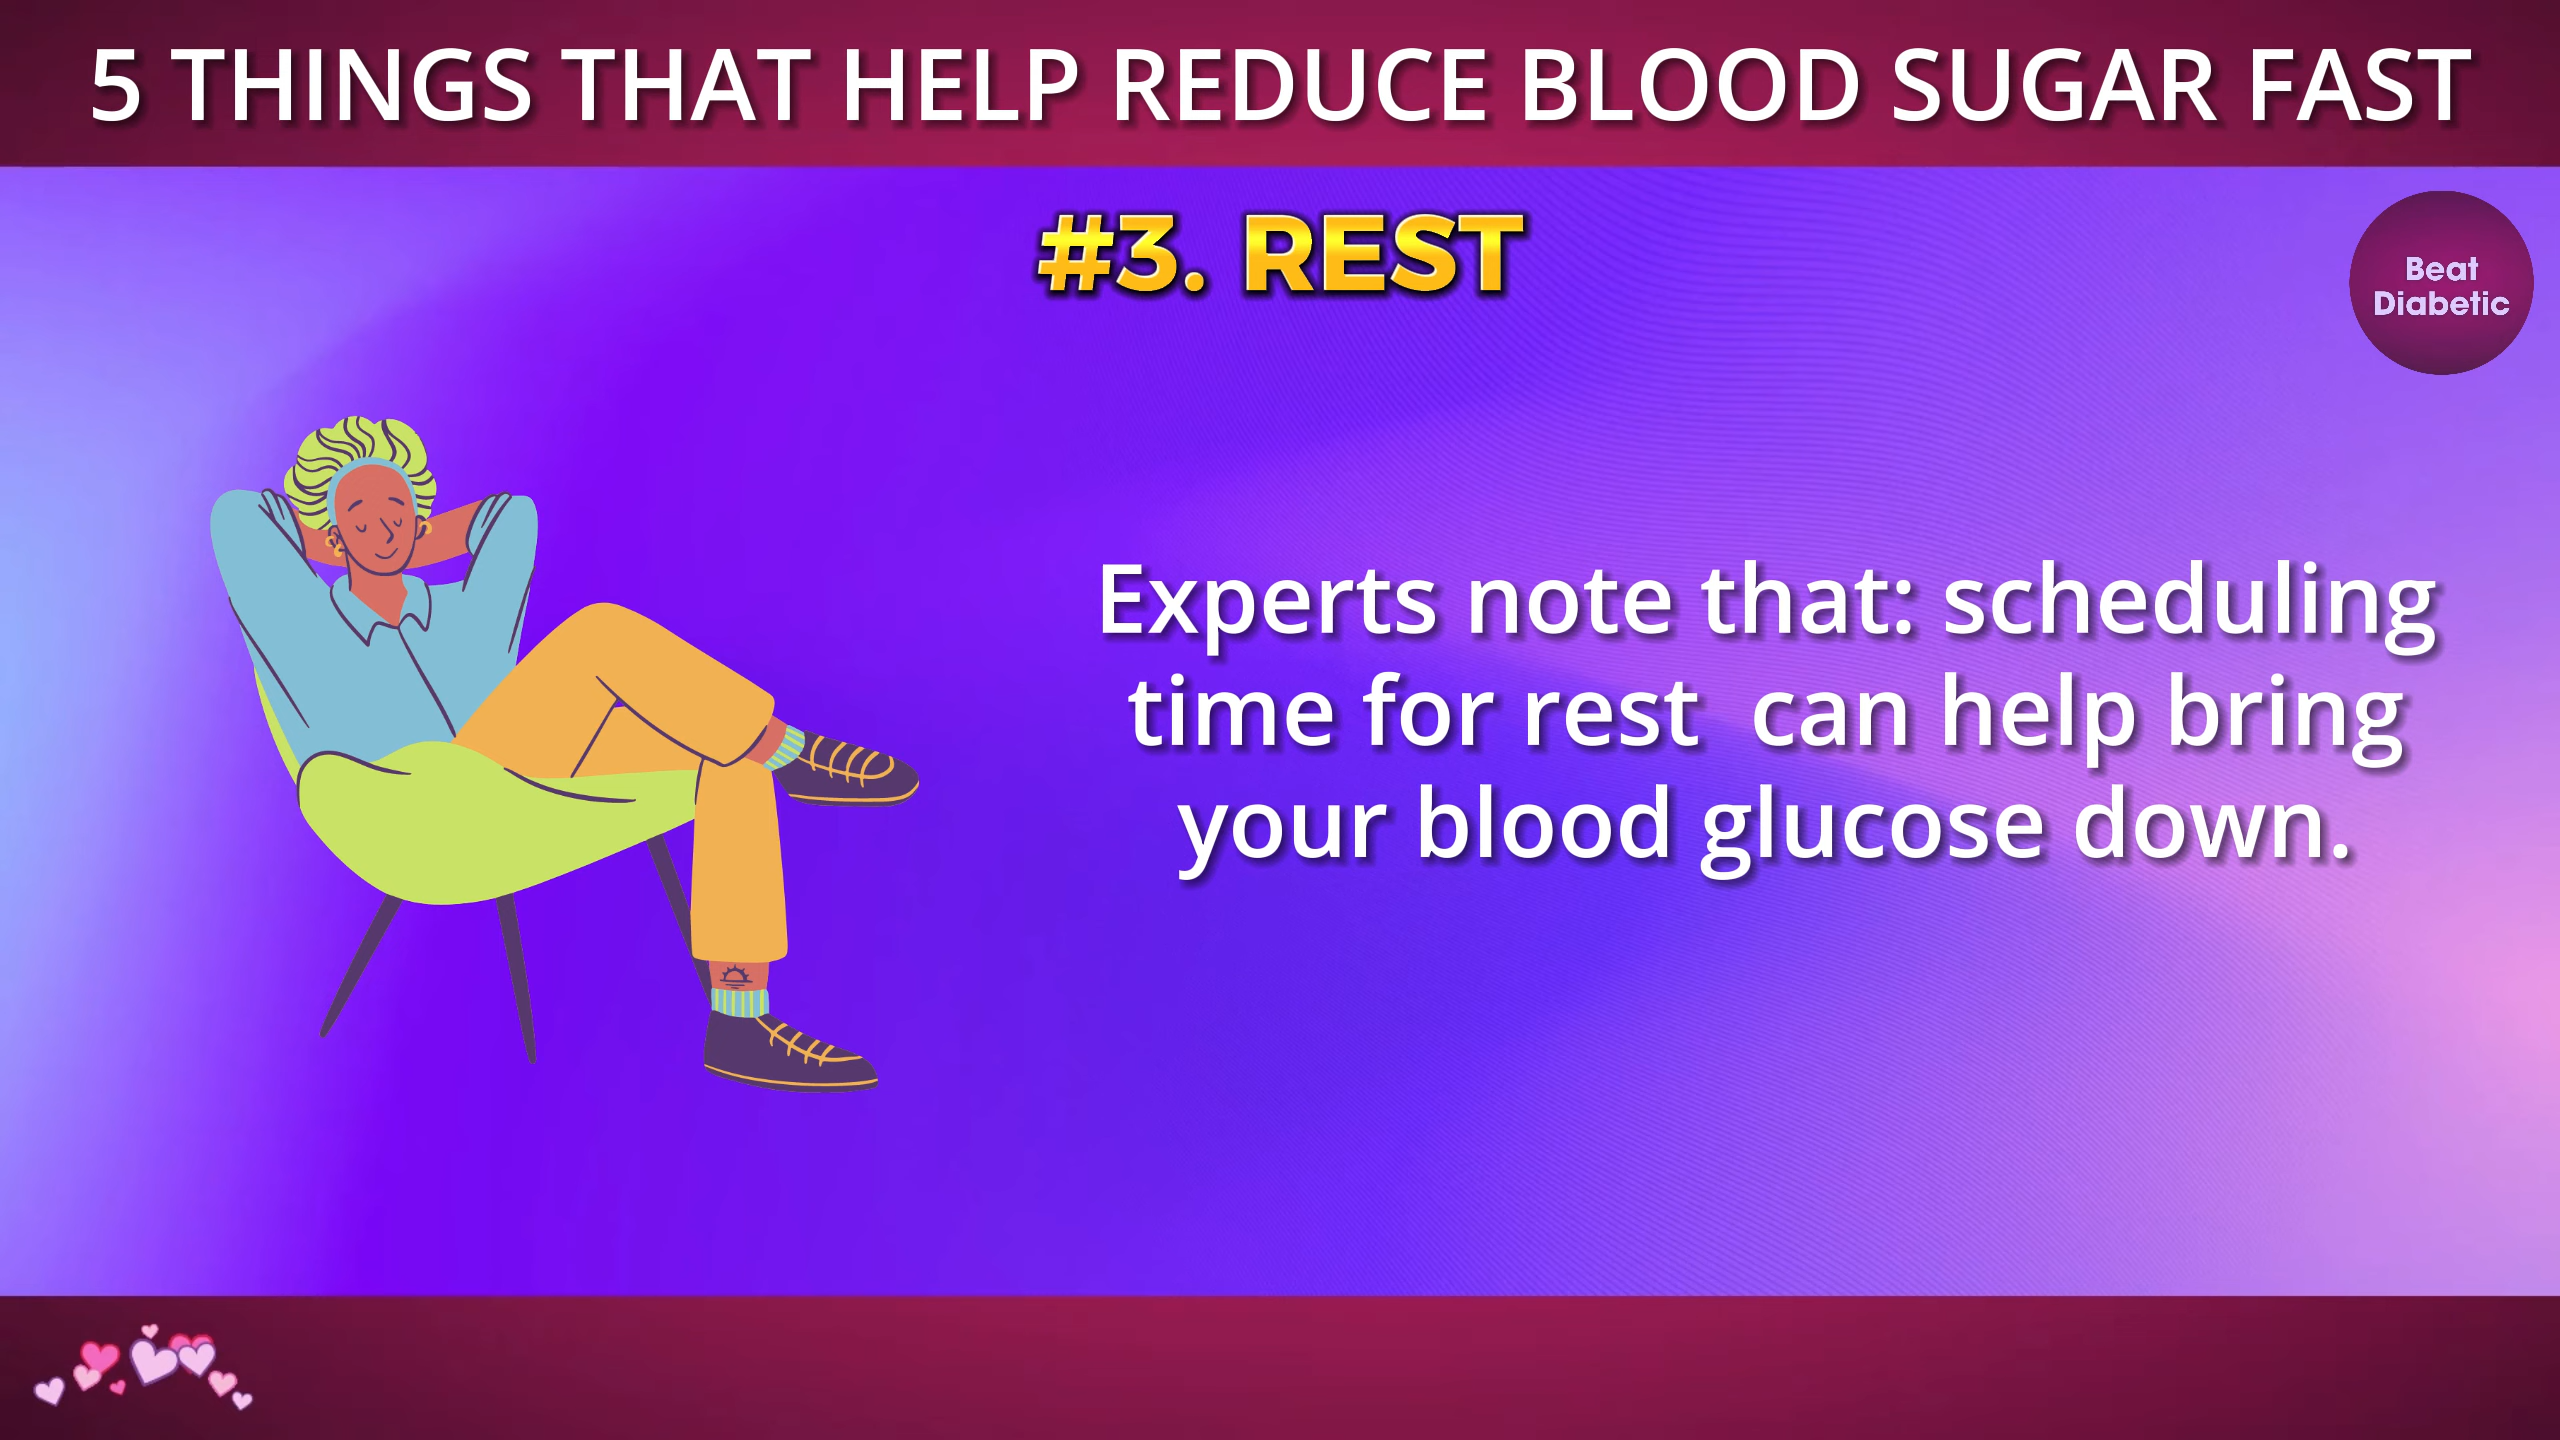 5 THINGS THAT HELP REDUCE BLOOD SUGAR FAST
#3. REST
Beat
Diabetic
Experts note that: scheduling
time for rest  can help bring
your blood glucose down.